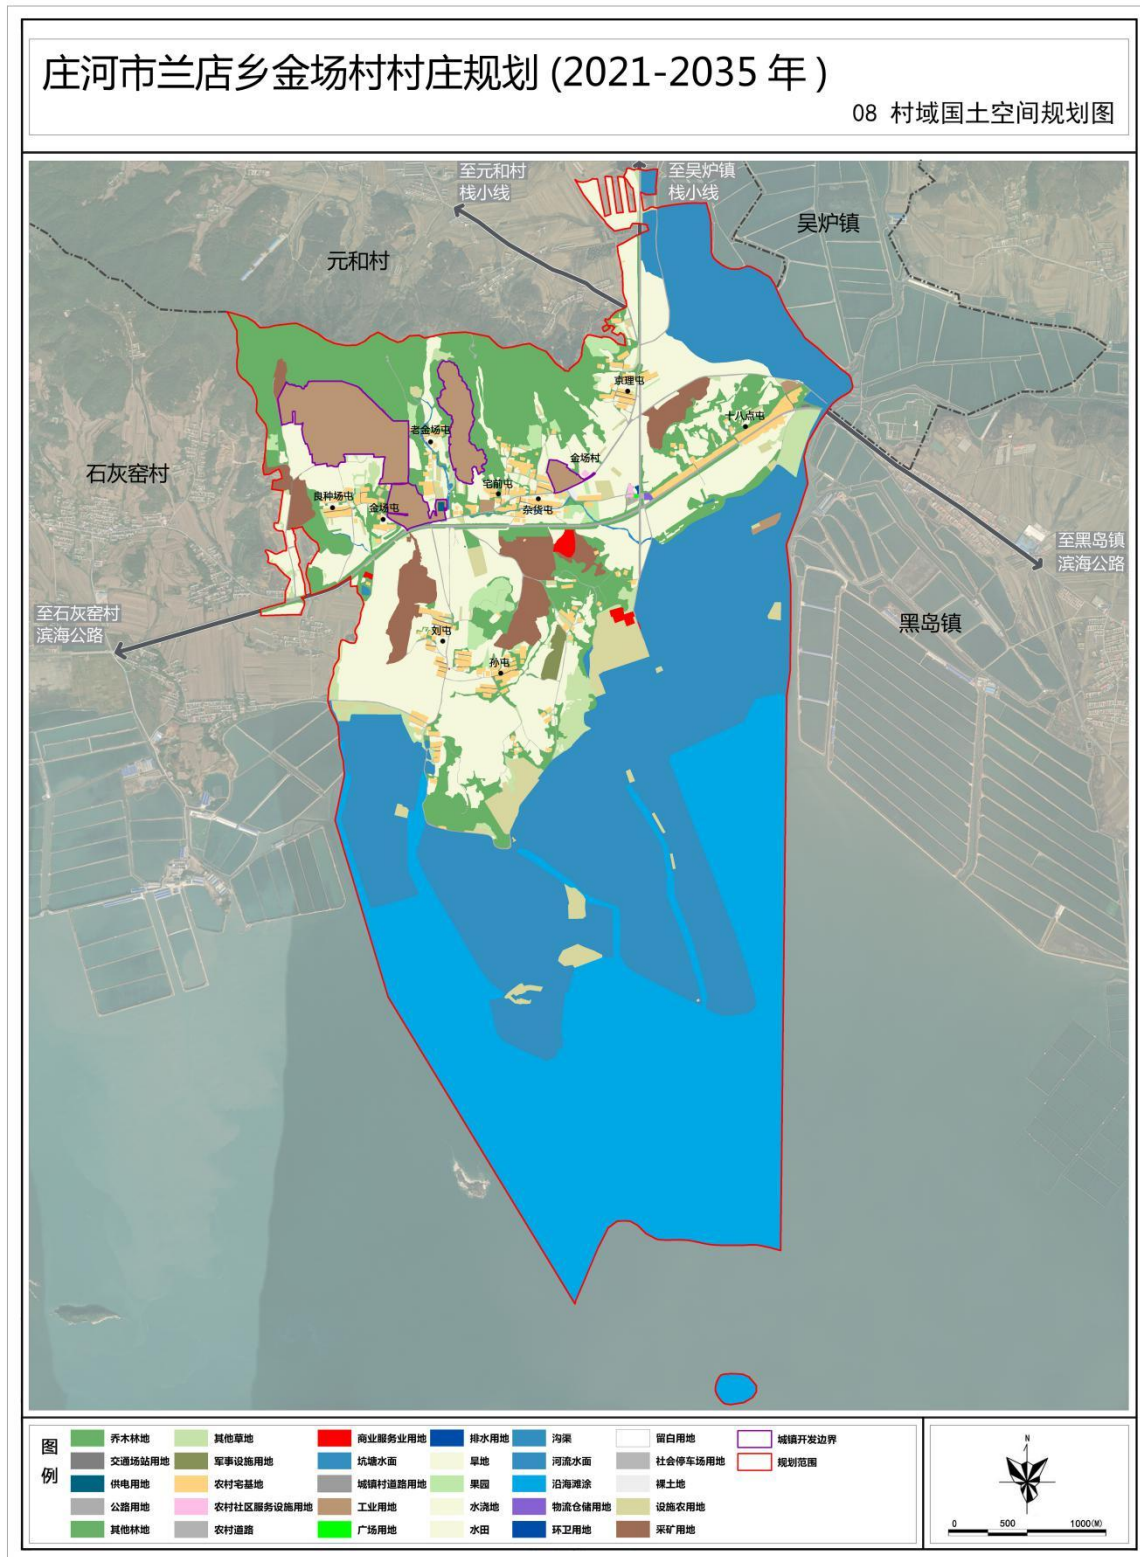 庄河市兰店乡金场村村庄规划 (2021-2035 年)
08 村域国土空间规划图
至元和村
栈小线
至吴炉镇
栈小线
吴炉镇
元和村
京理屯
十八点屯
老金场屯
金场村
石灰窑村
宅前屯
良种场屯
杂货屯
金场屯
至黑岛镇
滨海公路
至石灰窑村
滨海公路
黑岛镇
刘屯
孙屯
图例
乔木林地
交通场站用地
供电用地
公路用地
其他林地
其他草地
军事设施用地
农村宅基地
农村社区服务设施用地
农村道路
商业服务业用地
坑塘水面
城镇村道路用地
工业用地
广场用地
排水用地
旱地
果园
水浇地
水田
沟渠
河流水面
沿海滩涂
物流仓储用地
环卫用地
留白用地
社会停车场用地
裸土地
设施农用地
采矿用地
城镇开发边界
规划范围
N
0 500 1000(M)